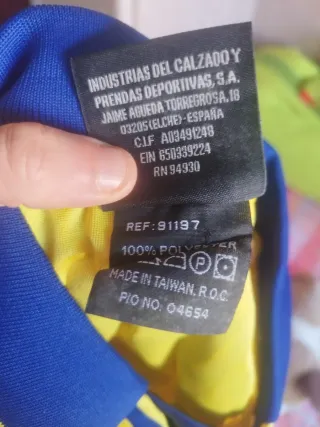 INDUSTRIAS DEL CALZADO Y
PRENDAS DEPORTIVAS, S.A.
JAIME AGUEDA TORREGROSA, 18
03205(ELCHE)-ESPAÑA
C.I.F A03491248
EIN 650339224
RN 94930
REF: 91197
100% POLYESTER
P
MADE IN TAIWAN, R.O.C.
P/O NO: 04654